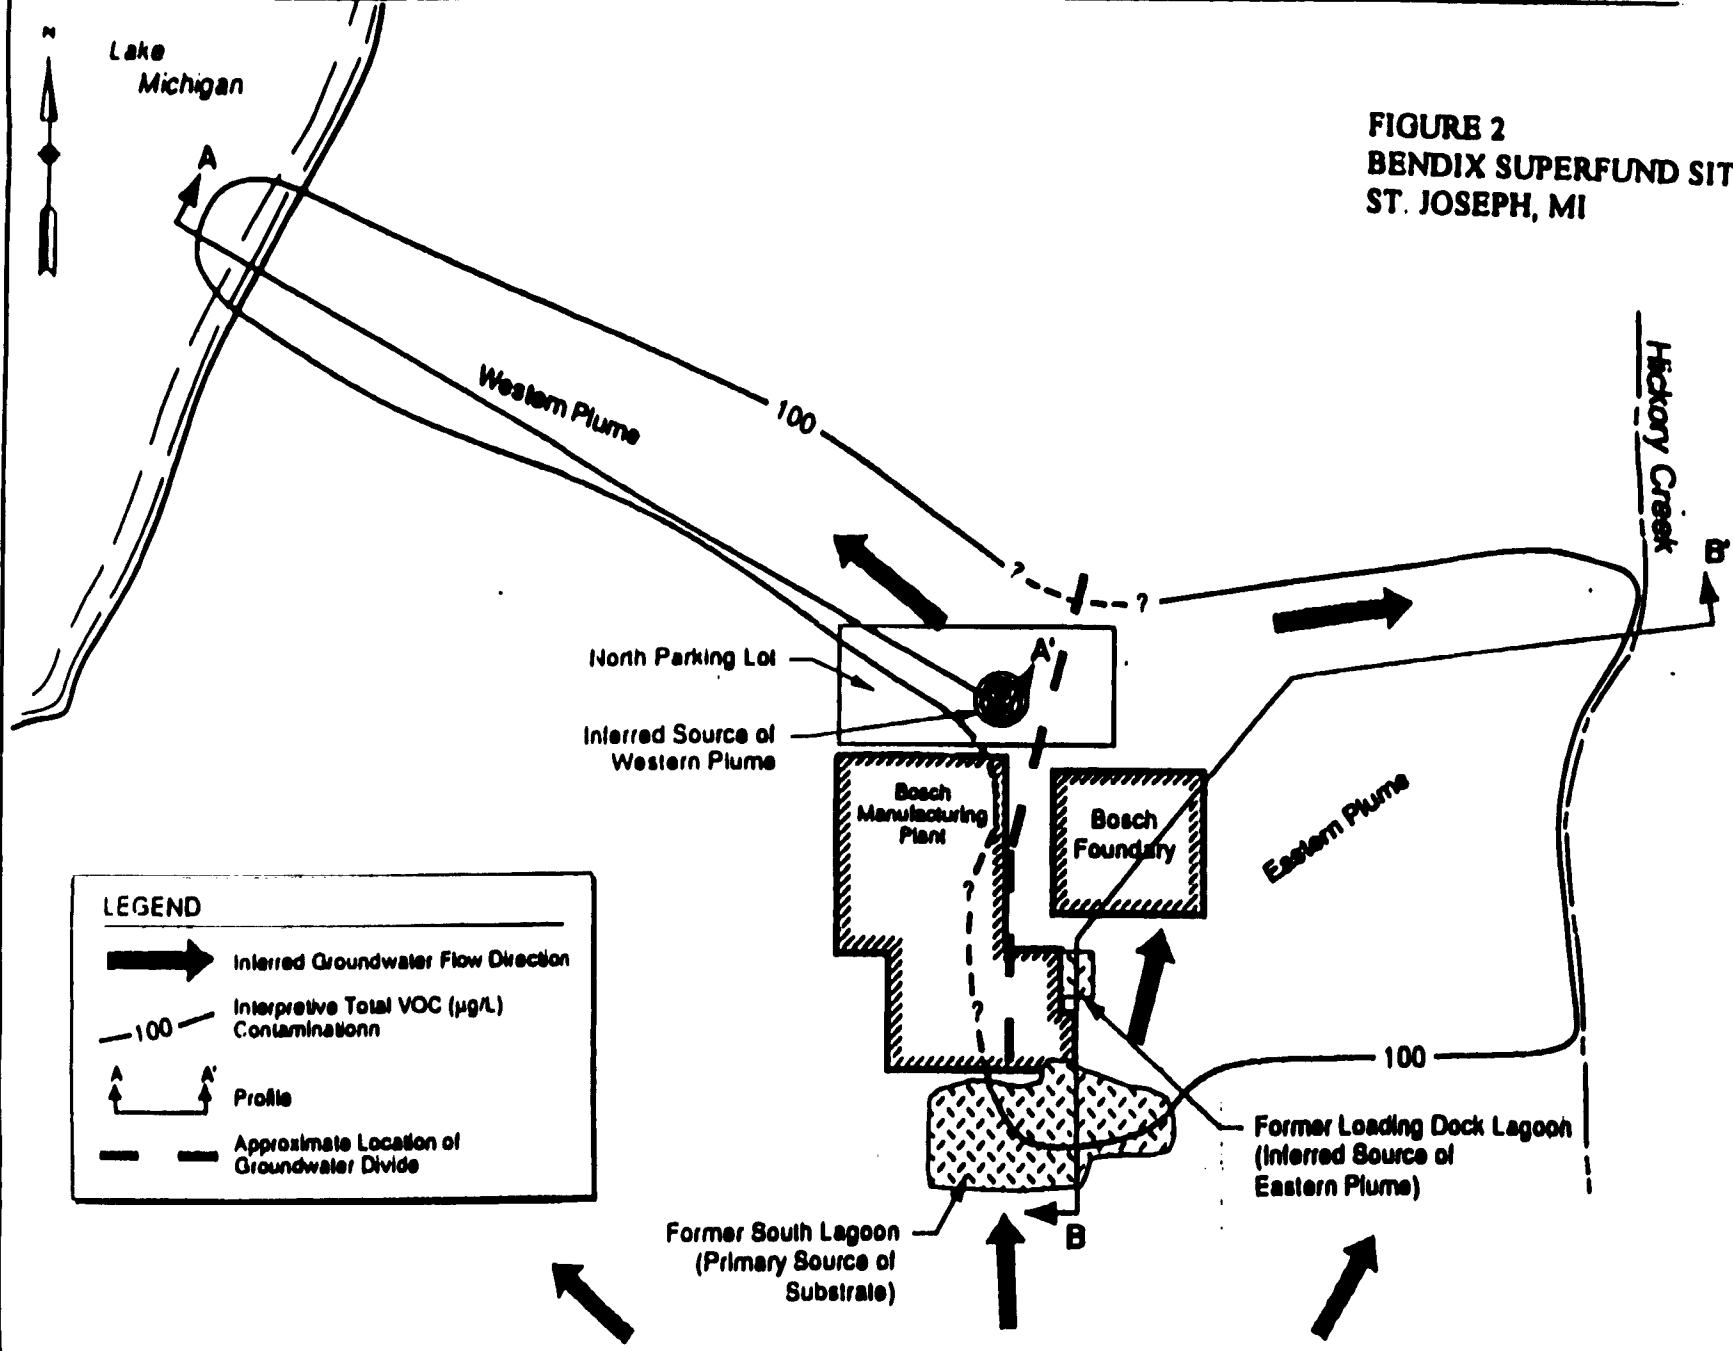 N
Lake
Michigan
A
FIGURE 2
BENDIX SUPERFUND SIT
ST. JOSEPH, MI
Western Plume
100
Hickory Creek
B'
?
?
North Parking Lot
A'
Inferred Source of
Western Plume
Bosch
Manufacturing
Plant
Bosch
Foundary
Eastern Plume
?
?
100
LEGEND
Inferred Groundwater Flow Direction
100
Interpretive Total VOC (µg/L)
Contaminationn
A A'
Profile
Approximate Location of
Groundwater Divide
Former Loading Dock Lagoon
(Inferred Source of
Eastern Plume)
Former South Lagoon
(Primary Source of
Substrate)
B